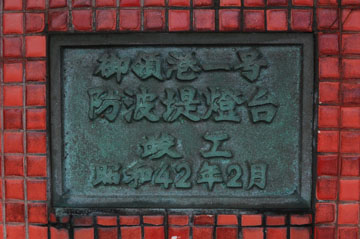 御領港一号
防波堤燈台
竣工
昭和42年2月